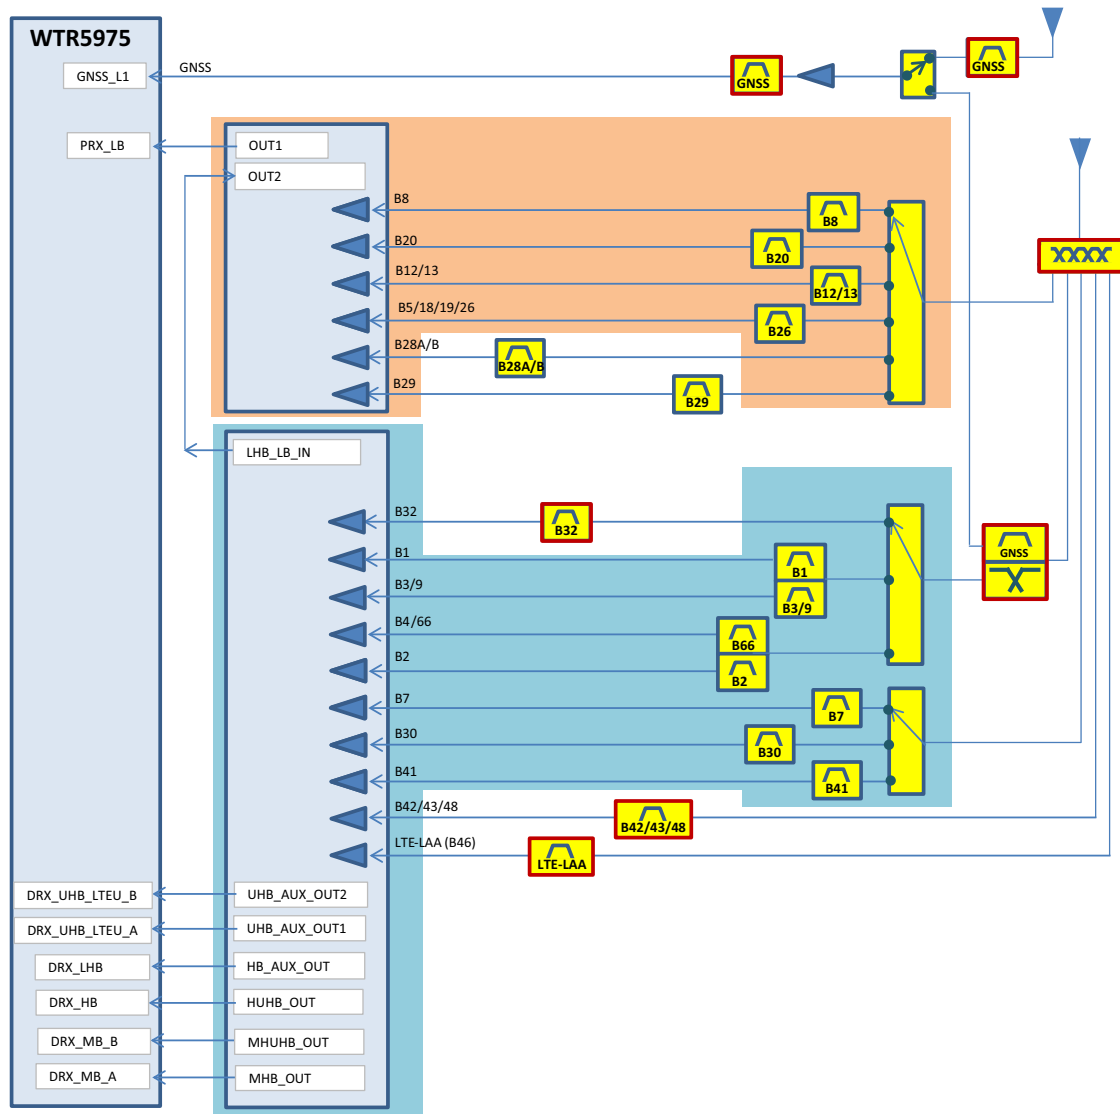 WTR5975
GNSS_L1
GNSS
GNSS
GNSS
PRX_LB
OUT1
OUT2
B8
B8
B20
B20
B12/13
B12/13
B5/18/19/26
B26
B28A/B
B28A/B
B29
B29
LHB_LB_IN
B32
B32
B1
B1
GNSS
B3/9
B3/9
B4/66
B66
B2
B2
B7
B7
B30
B30
B41
B41
B42/43/48
B42/43/48
LTE-LAA (B46)
LTE-LAA
DRX_UHB_LTEU_B
UHB_AUX_OUT2
DRX_UHB_LTEU_A
UHB_AUX_OUT1
DRX_LHB
HB_AUX_OUT
DRX_HB
HUHB_OUT
DRX_MB_B
MHUHB_OUT
DRX_MB_A
MHB_OUT